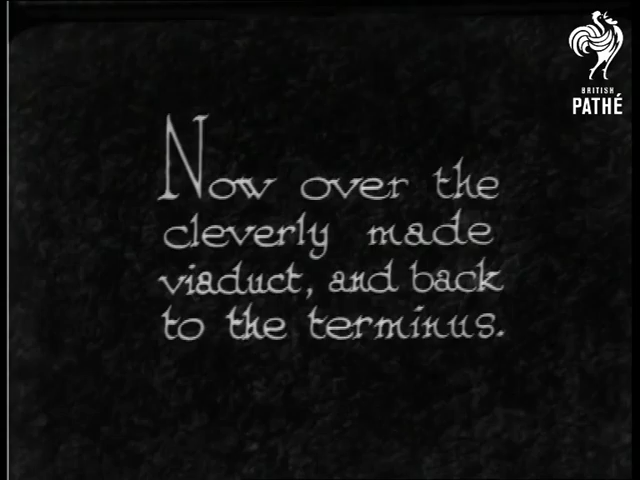 BRITISH
PATHÉ
Now over the
cleverly made
viaduct, and back
to the terminus.